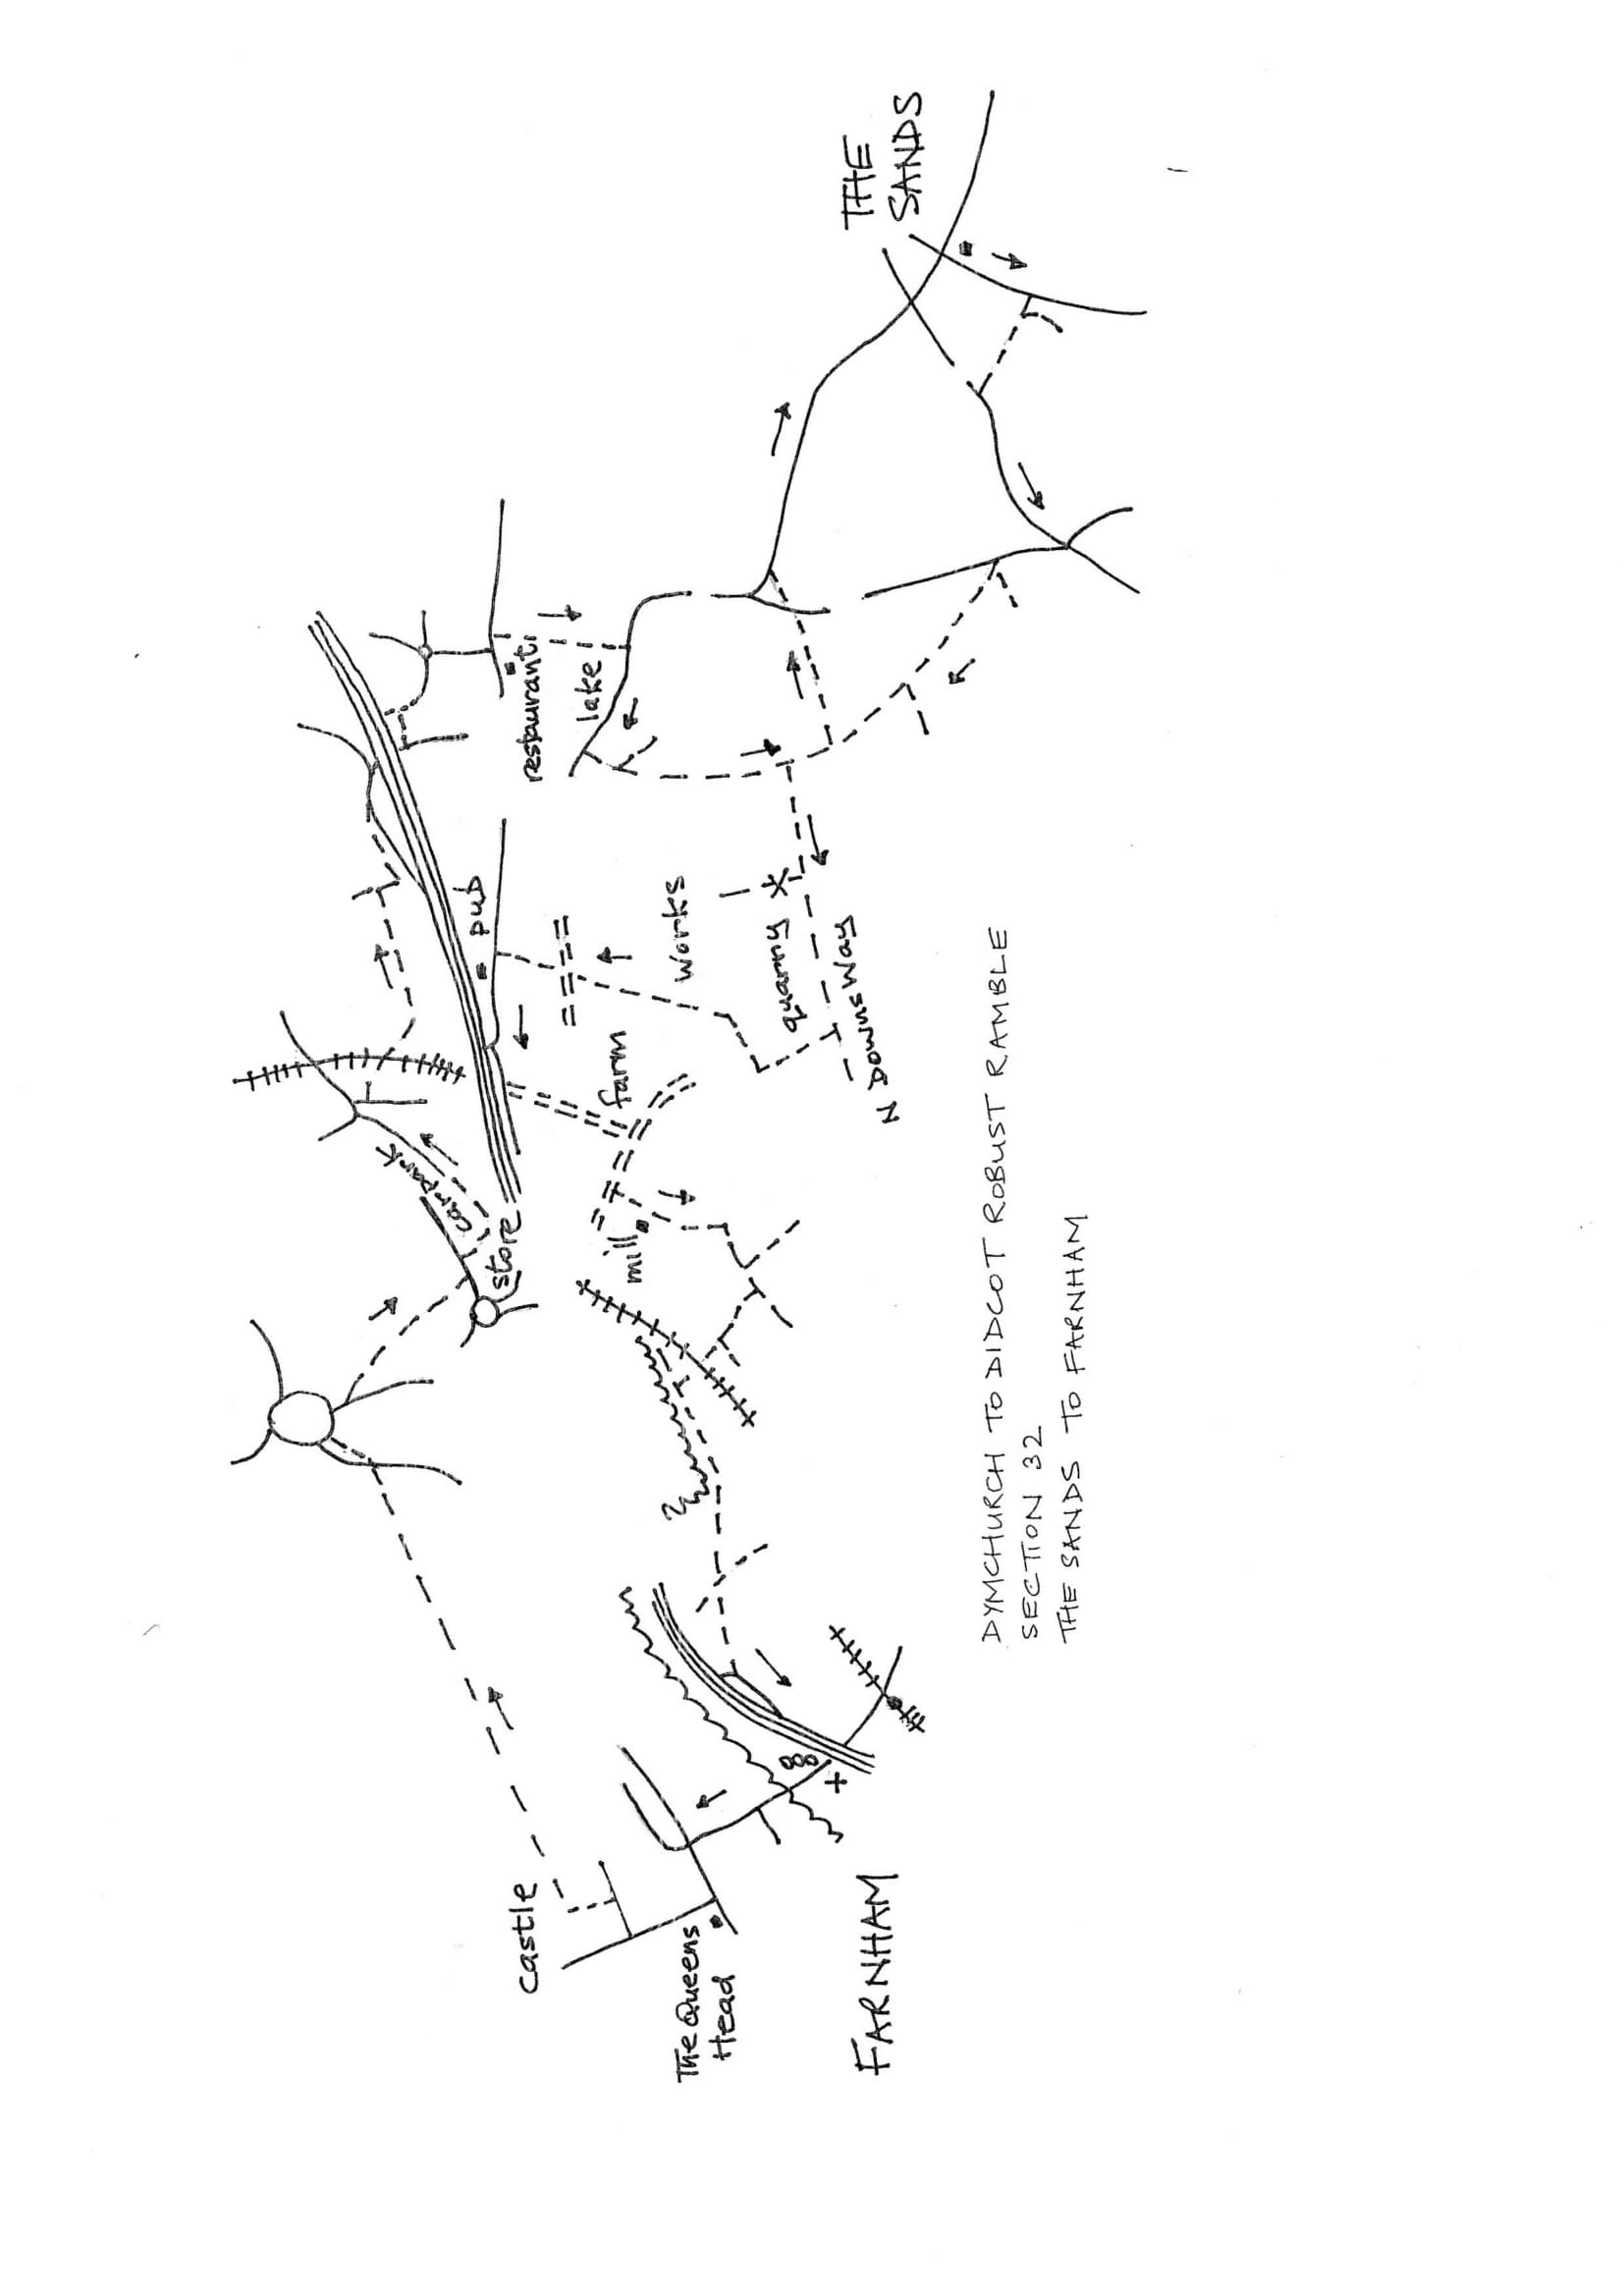 castle
The Queens
Head
FARNHAM
carpark
store
pub
restaurant
lake
mill
farm
works
quarry
N Downs Way
THE
SANDS
DYMCHURCH TO DIDCOT ROBUST RAMBLE
SECTION 32
THE SANDS TO FARNHAM